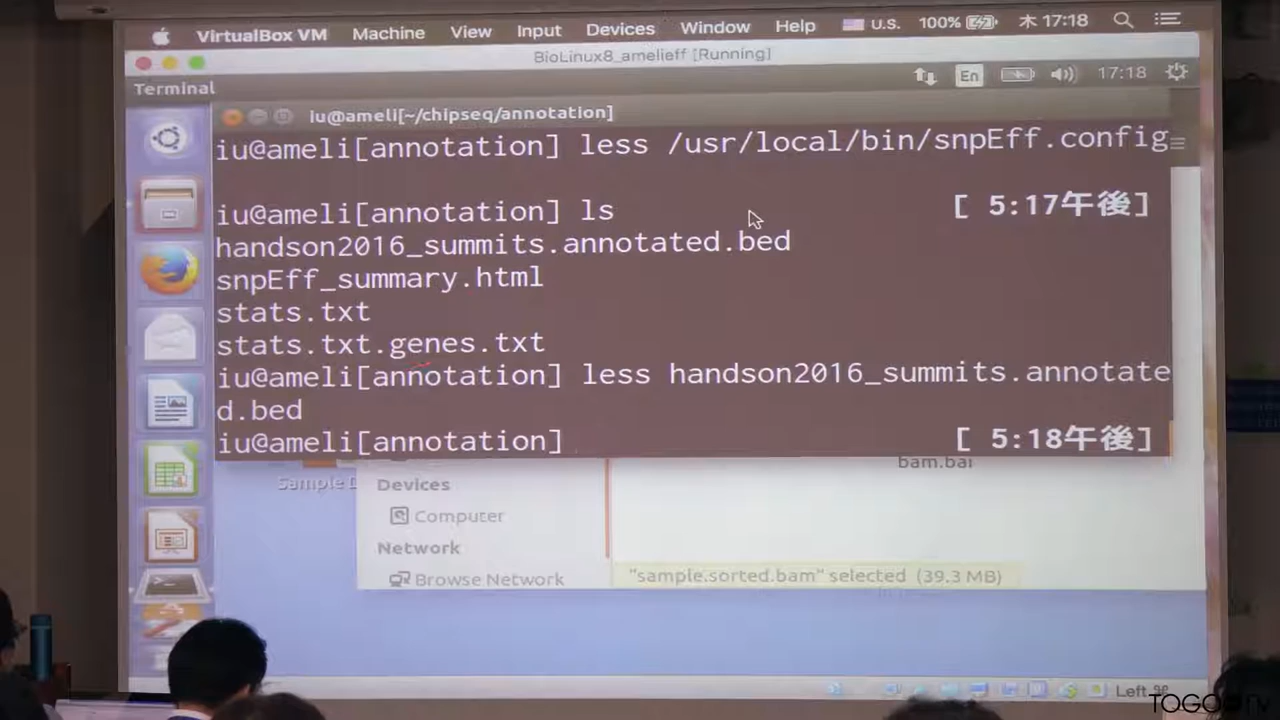 VirtualBox VM Machine View Input Devices Window Help U.S. 100% 木 17:18
BioLinux8_amelieff [Running]
Terminal En 17:18
iu@ameli[~/chipseq/annotation]
iu@ameli[annotation] less /usr/local/bin/snpEff.config
iu@ameli[annotation] ls [ 5:17午後]
handson2016_summits.annotated.bed
snpEff_summary.html
stats.txt
stats.txt.genes.txt
iu@ameli[annotation] less handson2016_summits.annotate
d.bed
iu@ameli[annotation] [ 5:18午後]
bam.bai
Sample
Devices
Computer
Network
Browse Network
"sample.sorted.bam" selected (39.3 MB)
Left ⌘